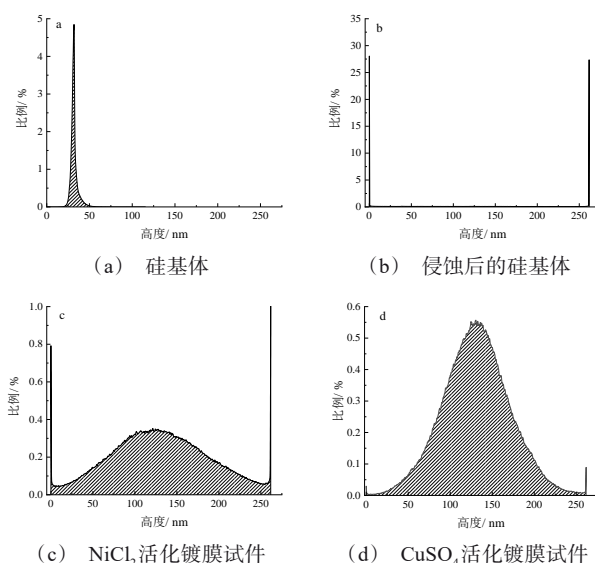 a
5
4
3
2
1
0
比例/ %
0 50 100 150 200 250
高度/ nm
(a) 硅基体
b
35
30
25
20
15
10
5
0
比例/ %
0 50 100 150 200 250
高度/ nm
(b) 侵蚀后的硅基体
c
1.0
0.8
0.6
0.4
0.2
0.0
比例/ %
0 50 100 150 200 250
高度/ nm
(c) NiCl₂活化镀膜试件
d
0.6
0.5
0.4
0.3
0.2
0.1
0.0
比例/ %
0 50 100 150 200 250
高度/ nm
(d) CuSO₄活化镀膜试件